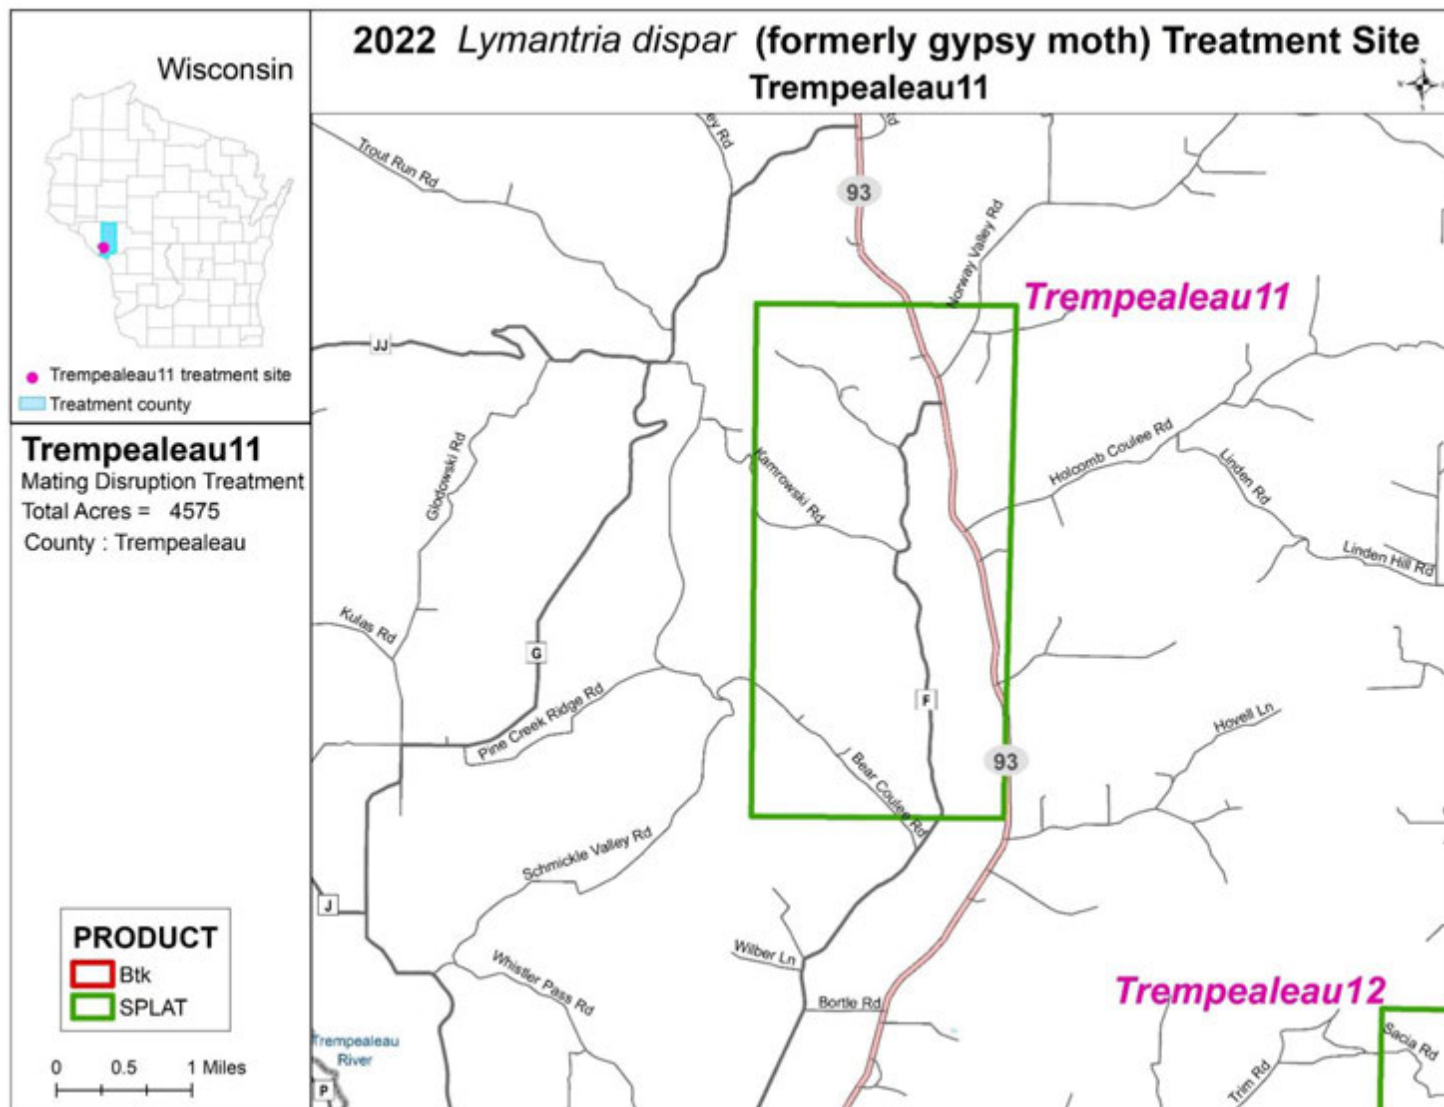 2022 Lymantria dispar (formerly gypsy moth) Treatment Site
Trempealeau11
Wisconsin
Trempealeau11 treatment site
Treatment county
Trempealeau11
Mating Disruption Treatment
Total Acres = 4575
County : Trempealeau
PRODUCT
Btk
SPLAT
0 0.5 1 Miles
Trout Run Rd
ey Rd
Rd
93
Norway Valley Rd
Trempealeau11
JJ
Glodowski Rd
Kamrowski Rd
Holcomb Coulee Rd
Linden Rd
Linden Hill Rd
Kulas Rd
G
Pine Creek Ridge Rd
F
Hovell Ln
93
Bear Coulee Rd
Schmickle Valley Rd
J
Wilber Ln
Whistler Pass Rd
Bortle Rd
Trempealeau12
Sacia Rd
Trim Rd
Trempealeau
River
P